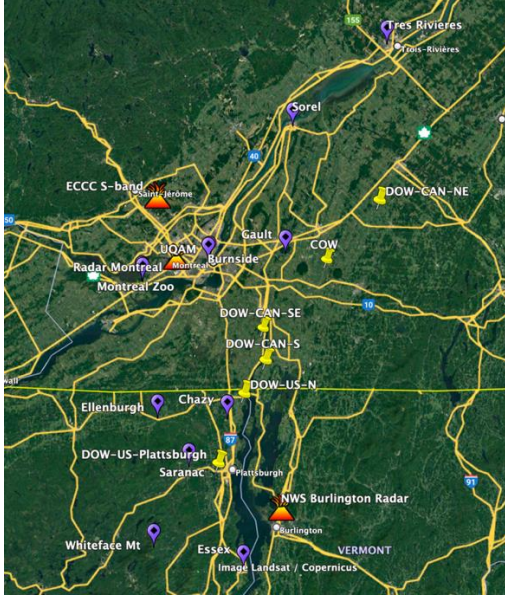 155
Tres Rivieres
Trois-Rivières
Sorel
40
ECCC S-band
Saint-Jérôme
DOW-CAN-NE
50
Gault
UQAM
COW
Burnside
Radar Montreal
Montreal
Montreal Zoo
10
DOW-CAN-SE
DOW-CAN-S
wall
DOW-US-N
Ellenburgh
Chazy
87
DOW-US-Plattsburgh
Saranac
Plattsburgh
91
NWS Burlington Radar
Burlington
Whiteface Mt
Essex
VERMONT
Image Landsat / Copernicus